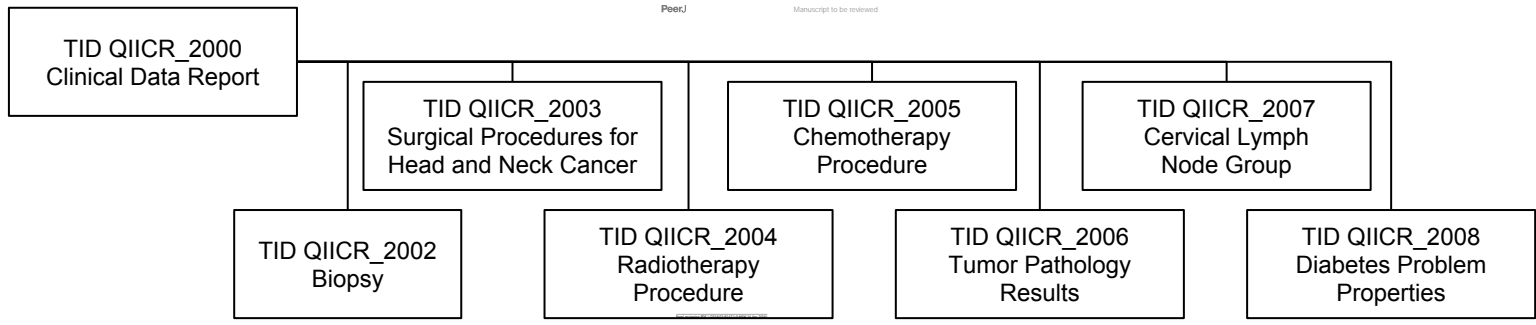 PeerJ Manuscript to be reviewed
TID QIICR_2000
Clinical Data Report
TID QIICR_2003
Surgical Procedures for
Head and Neck Cancer
TID QIICR_2005
Chemotherapy
Procedure
TID QIICR_2007
Cervical Lymph
Node Group
TID QIICR_2002
Biopsy
TID QIICR_2004
Radiotherapy
Procedure
TID QIICR_2006
Tumor Pathology
Results
TID QIICR_2008
Diabetes Problem
Properties